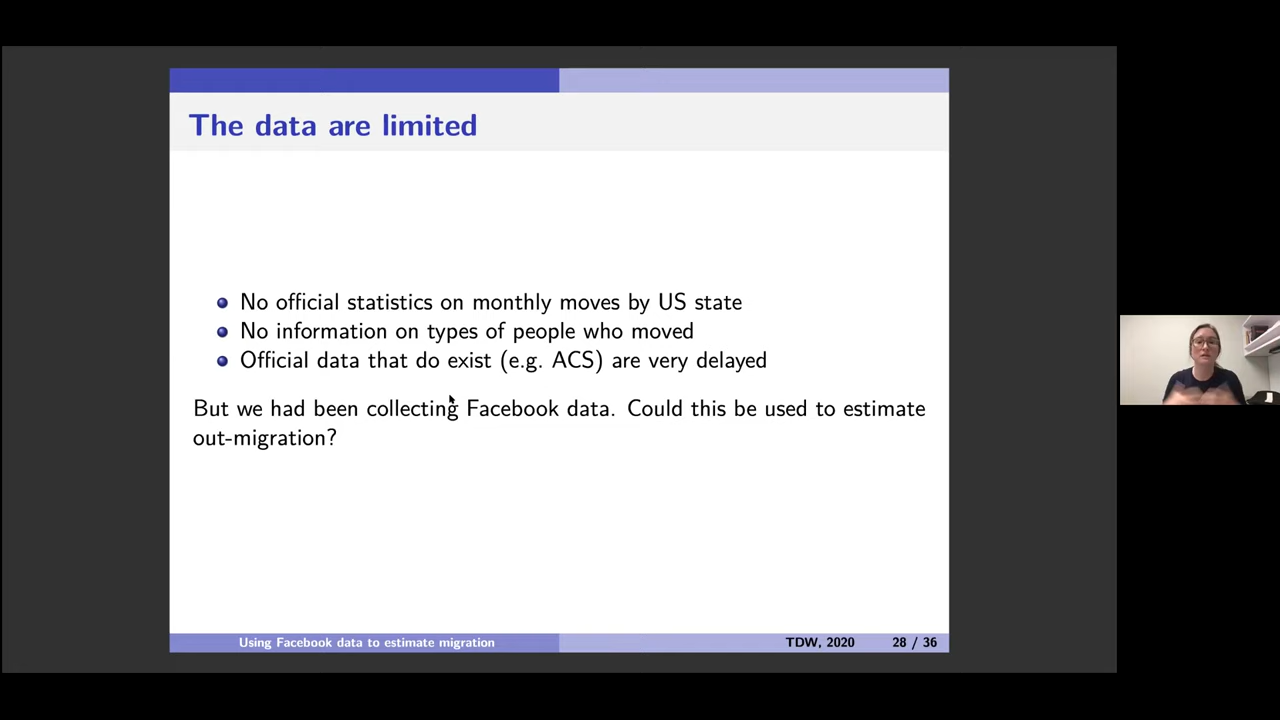 The data are limited
No official statistics on monthly moves by US state
No information on types of people who moved
Official data that do exist (e.g. ACS) are very delayed
But we had been collecting Facebook data. Could this be used to estimate
out-migration?
Using Facebook data to estimate migration
TDW, 2020
28 / 36